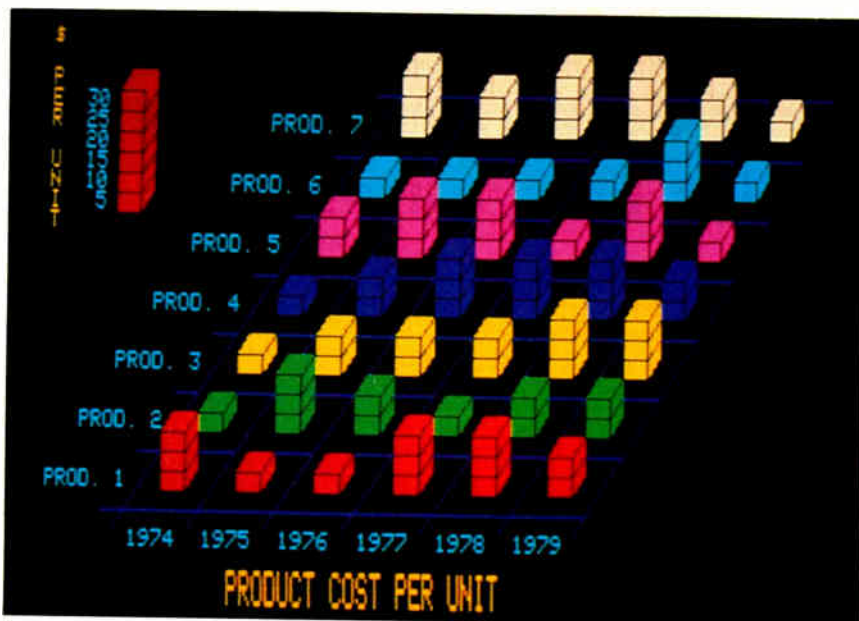 $ PER UNIT
30
25
20
15
10
5
PROD. 7
PROD. 6
PROD. 5
PROD. 4
PROD. 3
PROD. 2
PROD. 1
1974 1975 1976 1977 1978 1979
PRODUCT COST PER UNIT